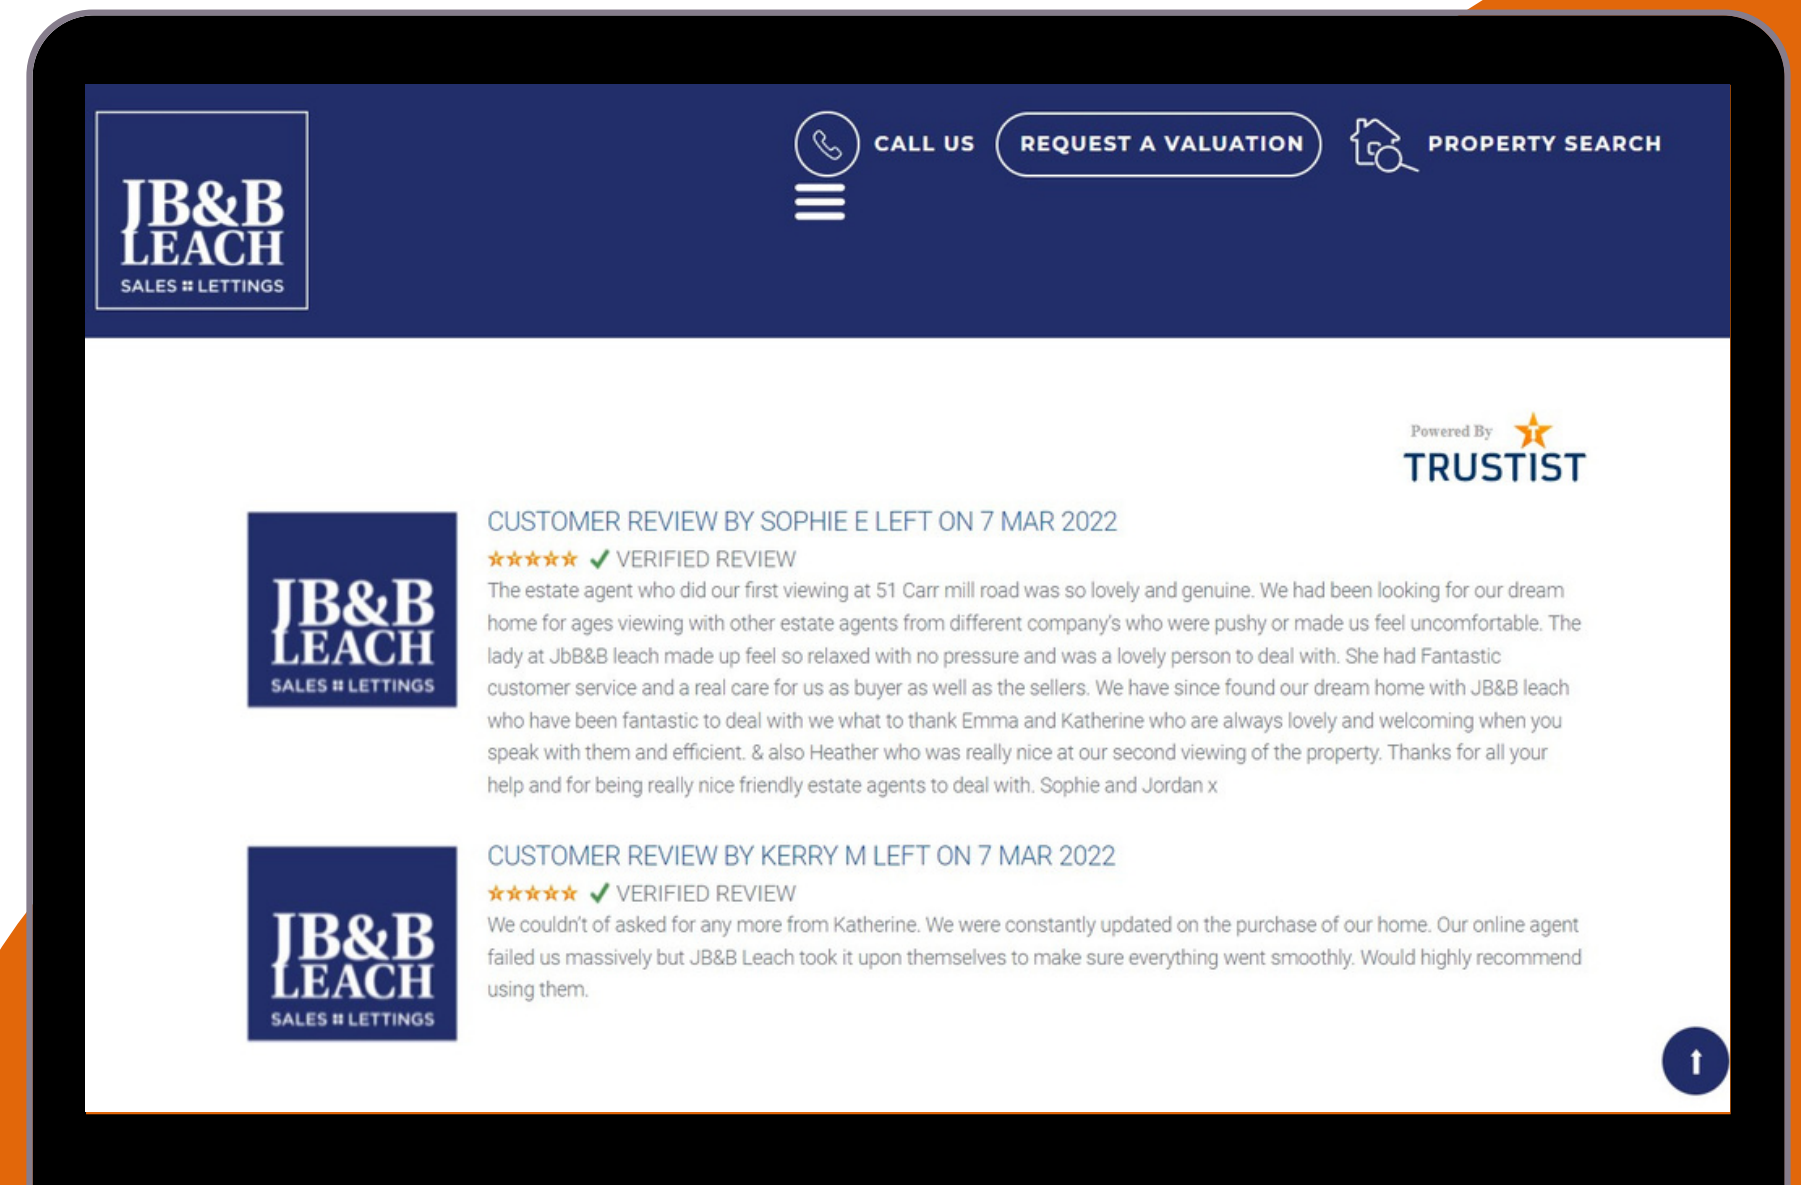 JB&B
LEACH
SALES LETTINGS
CALL US
REQUEST A VALUATION
PROPERTY SEARCH
Powered By
TRUSTIST
JB&B
LEACH
SALES LETTINGS
CUSTOMER REVIEW BY SOPHIE E LEFT ON 7 MAR 2022
VERIFIED REVIEW
The estate agent who did our first viewing at 51 Carr mill road was so lovely and genuine. We had been looking for our dream
home for ages viewing with other estate agents from different company's who were pushy or made us feel uncomfortable. The
lady at JbB&B leach made up feel so relaxed with no pressure and was a lovely person to deal with. She had Fantastic
customer service and a real care for us as buyer as well as the sellers. We have since found our dream home with JB&B leach
who have been fantastic to deal with we what to thank Emma and Katherine who are always lovely and welcoming when you
speak with them and efficient. & also Heather who was really nice at our second viewing of the property. Thanks for all your
help and for being really nice friendly estate agents to deal with. Sophie and Jordan x
JB&B
LEACH
SALES LETTINGS
CUSTOMER REVIEW BY KERRY M LEFT ON 7 MAR 2022
VERIFIED REVIEW
We couldn't of asked for any more from Katherine. We were constantly updated on the purchase of our home. Our online agent
failed us massively but JB&B Leach took it upon themselves to make sure everything went smoothly. Would highly recommend
using them.